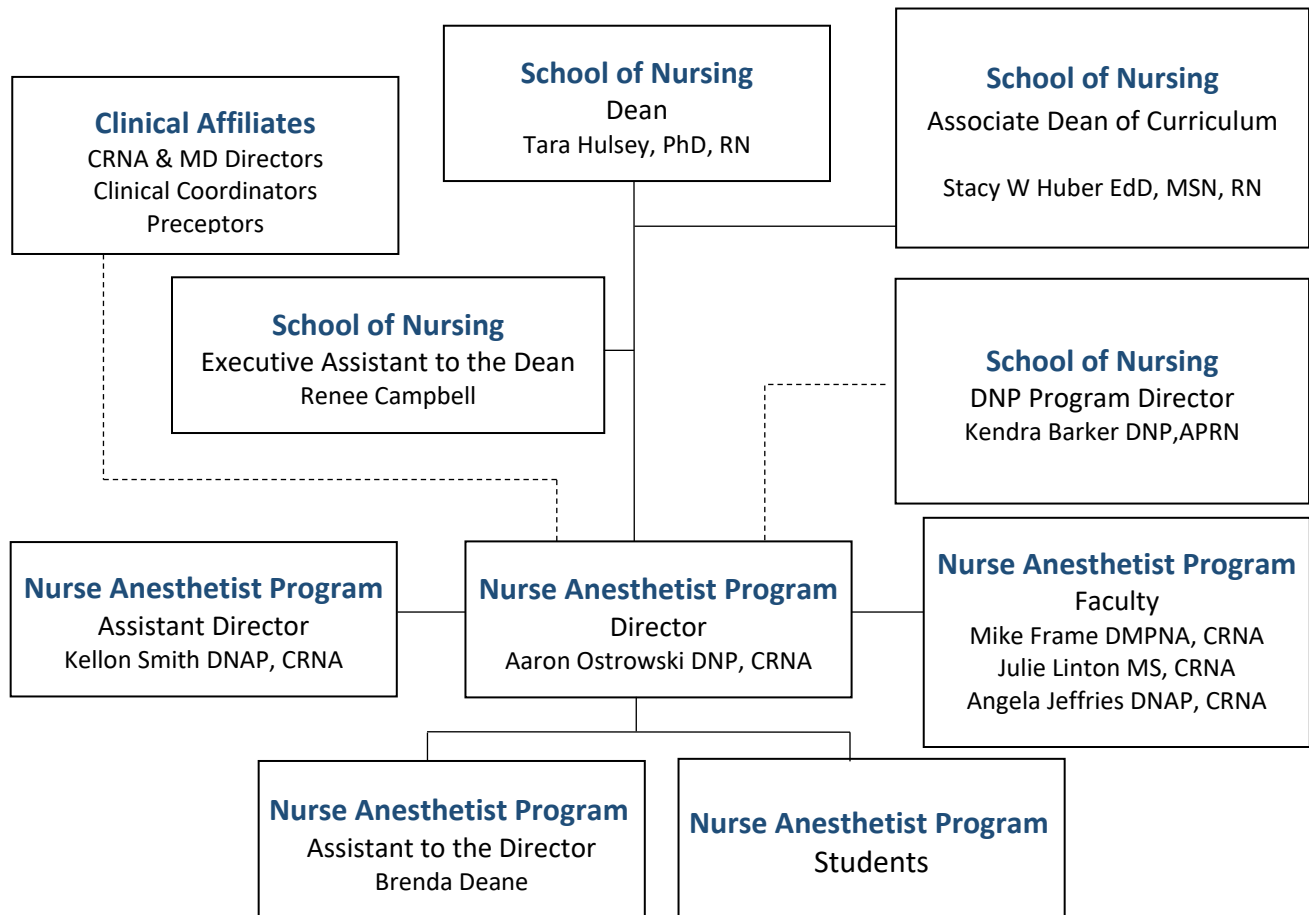 School of Nursing
Dean
Tara Hulsey, PhD, RN
School of Nursing
Associate Dean of Curriculum
Stacy W Huber EdD, MSN, RN
Clinical Affiliates
CRNA & MD Directors
Clinical Coordinators
Preceptors
School of Nursing
Executive Assistant to the Dean
Renee Campbell
School of Nursing
DNP Program Director
Kendra Barker DNP,APRN
Nurse Anesthetist Program
Assistant Director
Kellon Smith DNAP, CRNA
Nurse Anesthetist Program
Director
Aaron Ostrowski DNP, CRNA
Nurse Anesthetist Program
Faculty
Mike Frame DMPNA, CRNA
Julie Linton MS, CRNA
Angela Jeffries DNAP, CRNA
Nurse Anesthetist Program
Assistant to the Director
Brenda Deane
Nurse Anesthetist Program
Students